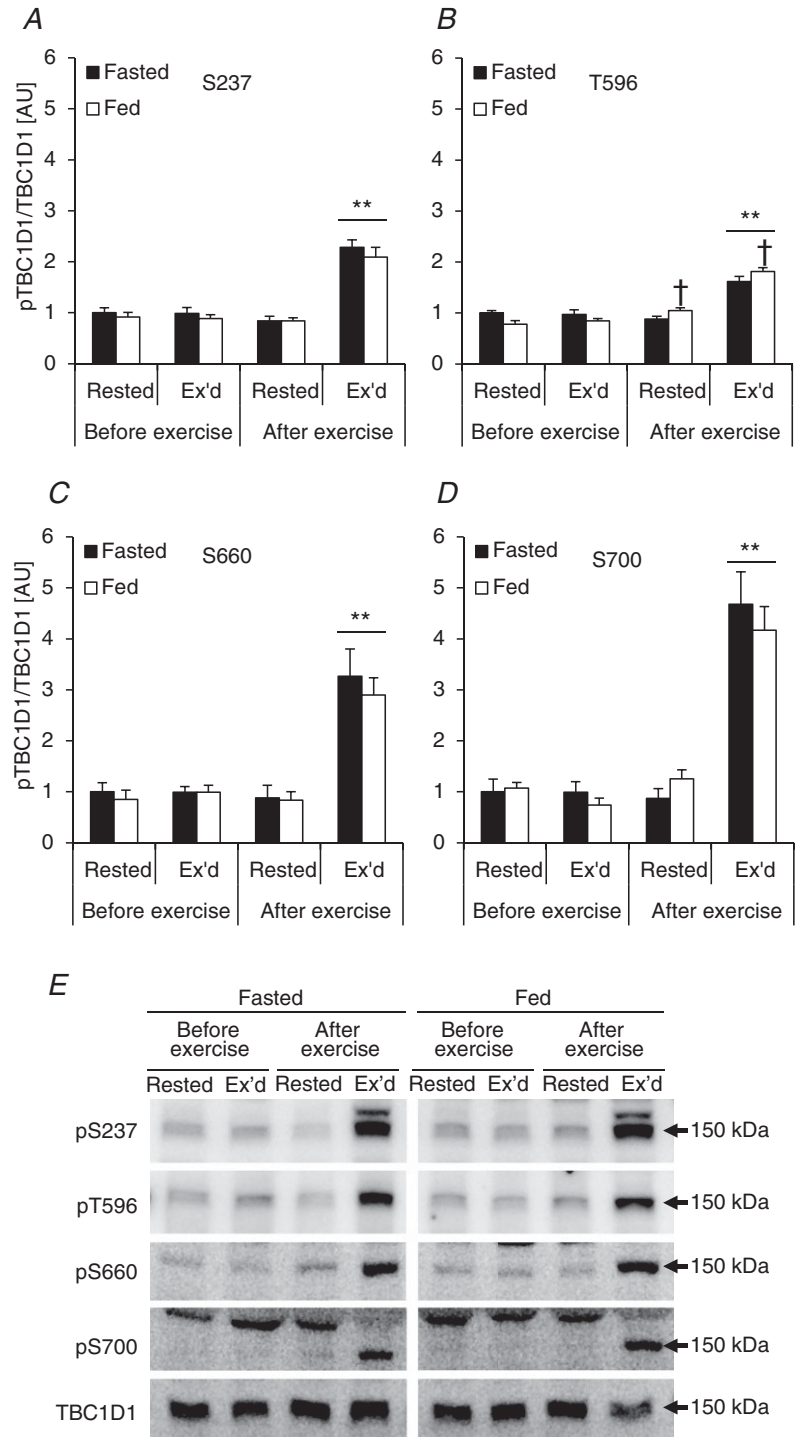 A
pTBC1D1/TBC1D1 [AU]
6
5
4
3
2
1
0
Fasted
Fed
S237
**
Rested Ex'd Rested Ex'd
Before exercise After exercise
B
6
5
4
3
2
1
0
Fasted
Fed
T596
**
† †
Rested Ex'd Rested Ex'd
Before exercise After exercise
C
pTBC1D1/TBC1D1 [AU]
6
5
4
3
2
1
0
Fasted
Fed
S660
**
Rested Ex'd Rested Ex'd
Before exercise After exercise
D
6
5
4
3
2
1
0
Fasted
Fed
S700
**
Rested Ex'd Rested Ex'd
Before exercise After exercise
E
Fasted Fed
Before After Before After
exercise exercise exercise exercise
Rested Ex'd Rested Ex'd Rested Ex'd Rested Ex'd
pS237 150 kDa
pT596 150 kDa
pS660 150 kDa
pS700 150 kDa
TBC1D1 150 kDa